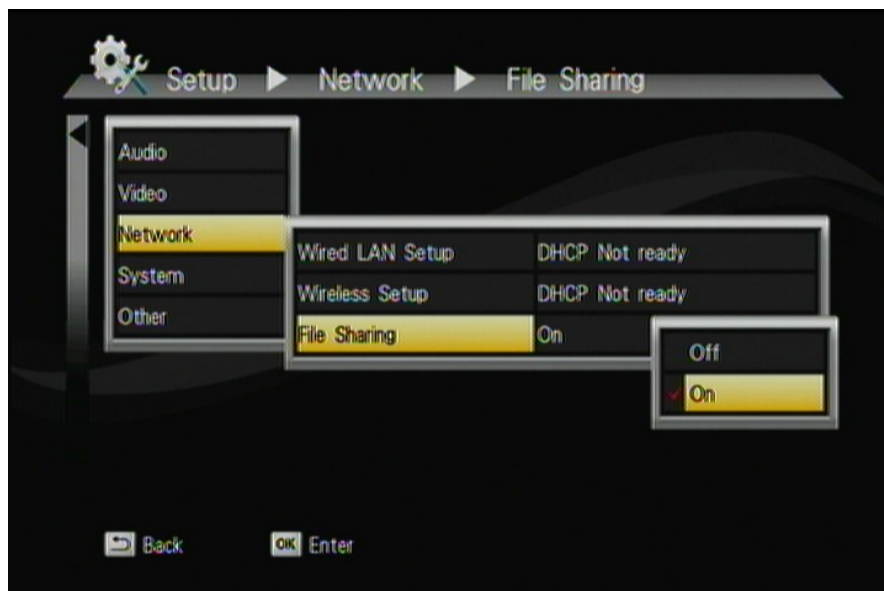 Setup Network File Sharing
Audio
Video
Network
System
Other
Wired LAN Setup DHCP Not ready
Wireless Setup DHCP Not ready
File Sharing On
Off
On
Back OK Enter